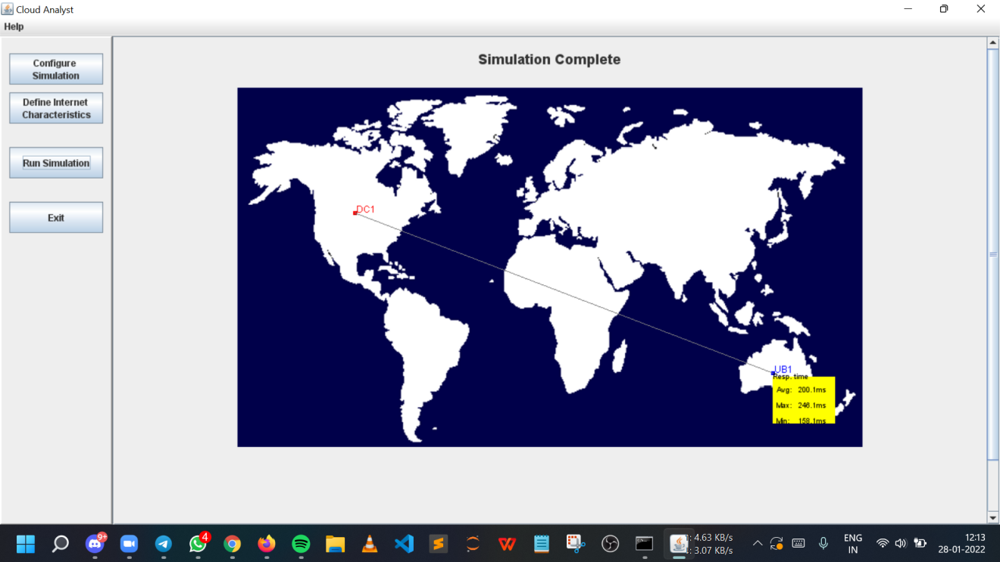 Cloud Analyst
Help
Configure
Simulation
Define Internet
Characteristics
Run Simulation
Exit
Simulation Complete
DC1
UB1
Resp. time
Avg: 200.1ms
Max: 246.1ms
Min: 158.1ms
9+
4
: 4.63 KB/s
: 3.07 KB/s
ENG
IN
12:13
28-01-2022